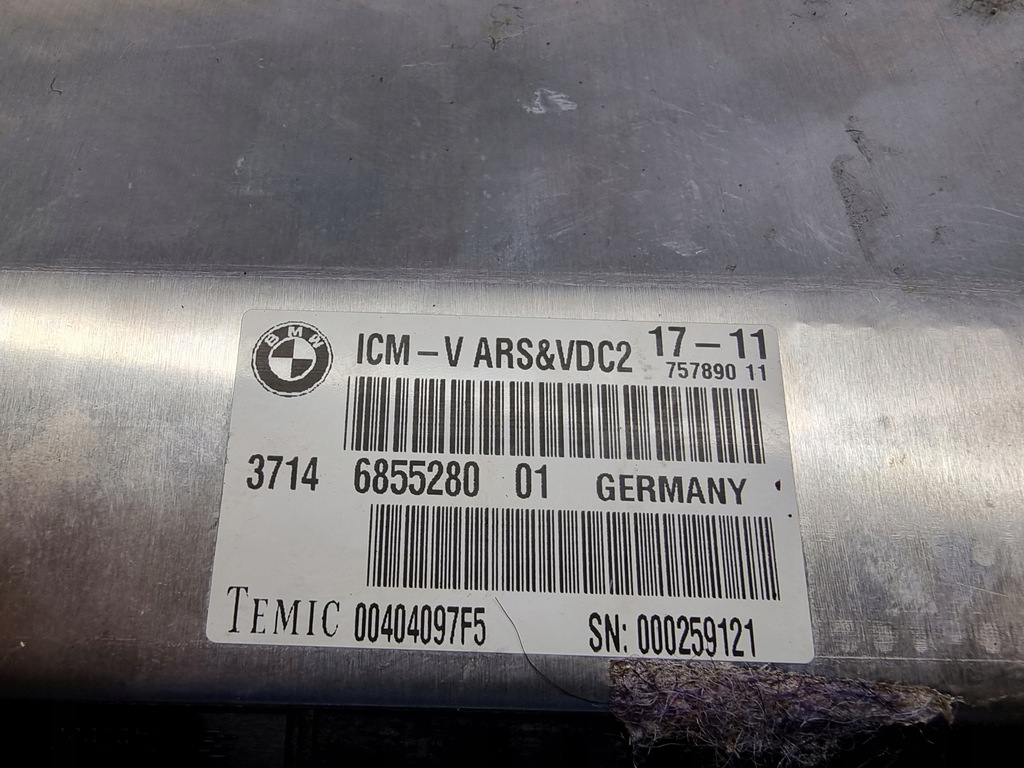 BMW
ICM – V ARS&VDC2 17 – 11
757890 11
3714 6855280 01 GERMANY
TEMIC 00404097F5 SN: 000259121